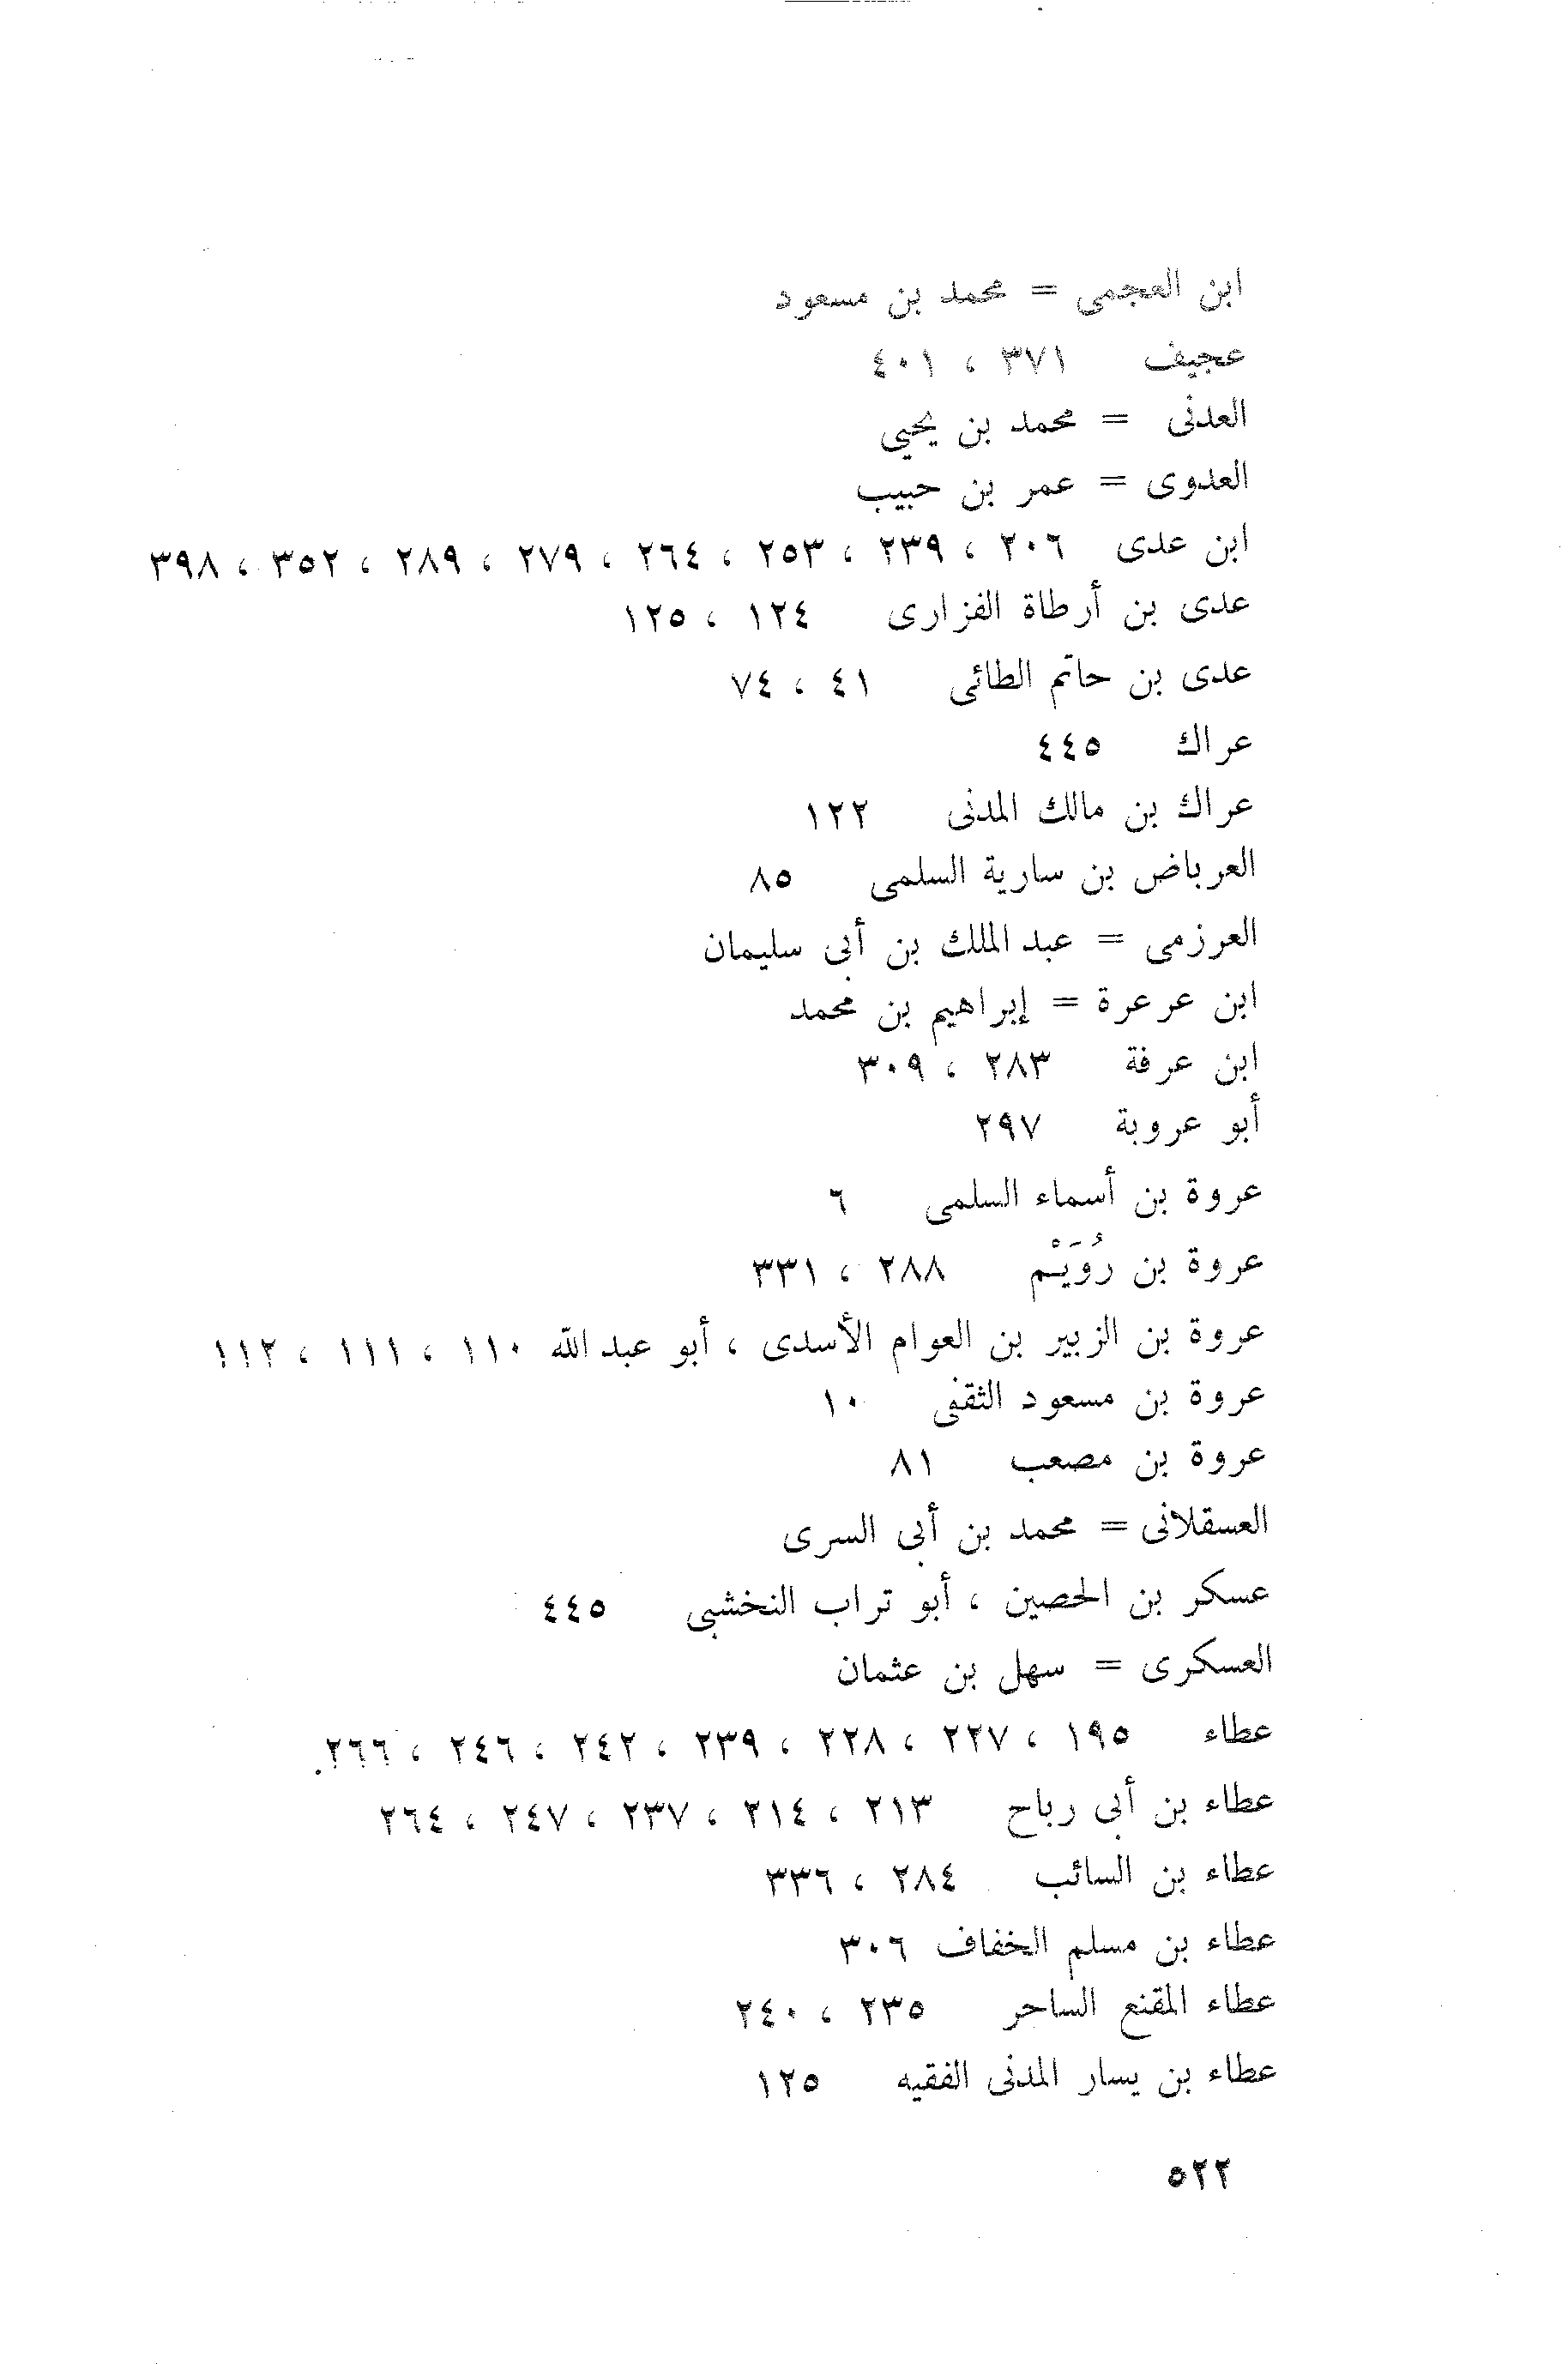 ابن العجمى = محمد بن مسعود
عجيف ٣٧١ ، ٤٠١
العدنى = محمد بن يحيى
العدوى = عمر بن حبيب
ابن عدى ٢٠٦ ، ٢٣٩ ، ٢٥٣ ، ٢٦٤ ، ٢٧٩ ، ٢٨٩ ، ٣٥٢ ، ٣٩٨
عدى بن أرطاة الفزارى ١٢٤ ، ١٢٥
عدى بن حاتم الطائى ٤١ ، ٧٤
عراك ٤٤٥
عراك بن مالك المدنى ١٢٢
العرباض بن سارية السلمى ٨٥
العرزمى = عبد الملك بن أبى سليمان
ابن عرعرة = إبراهيم بن محمد
ابن عرفة ٢٨٣ ، ٣٠٩
أبو عروبة ٢٩٧
عروة بن أسماء السلمى ٦
عروة بن رُوَيْم ٢٨٨ ، ٣٣١
عروة بن الزبير بن العوام الأسدى ، أبو عبد الله ١١٠ ، ١١١ ، ١١٢
عروة بن مسعود الثقفى ١٠
عروة بن مصعب ٨١
العسقلانى = محمد بن أبى السرى
عسكر بن الحصين ، أبو تراب النخشبى ٤٤٥
العسكرى = سهل بن عثمان
عطاء ١٩٥ ، ٢٢٧ ، ٢٢٨ ، ٢٣٩ ، ٢٤٢ ، ٢٤٦ ، ٢٦٦.
عطاء بن أبى رباح ٢١٣ ، ٢١٤ ، ٢٣٧ ، ٢٤٧ ، ٢٦٤
عطاء بن السائب ٢٨٤ ، ٣٣٦
عطاء بن مسلم الخفاف ٣٠٦
عطاء المقنع الساحر ٢٣٥ ، ٢٤٠
عطاء بن يسار المدنى الفقيه ١٢٥
٥٢٢